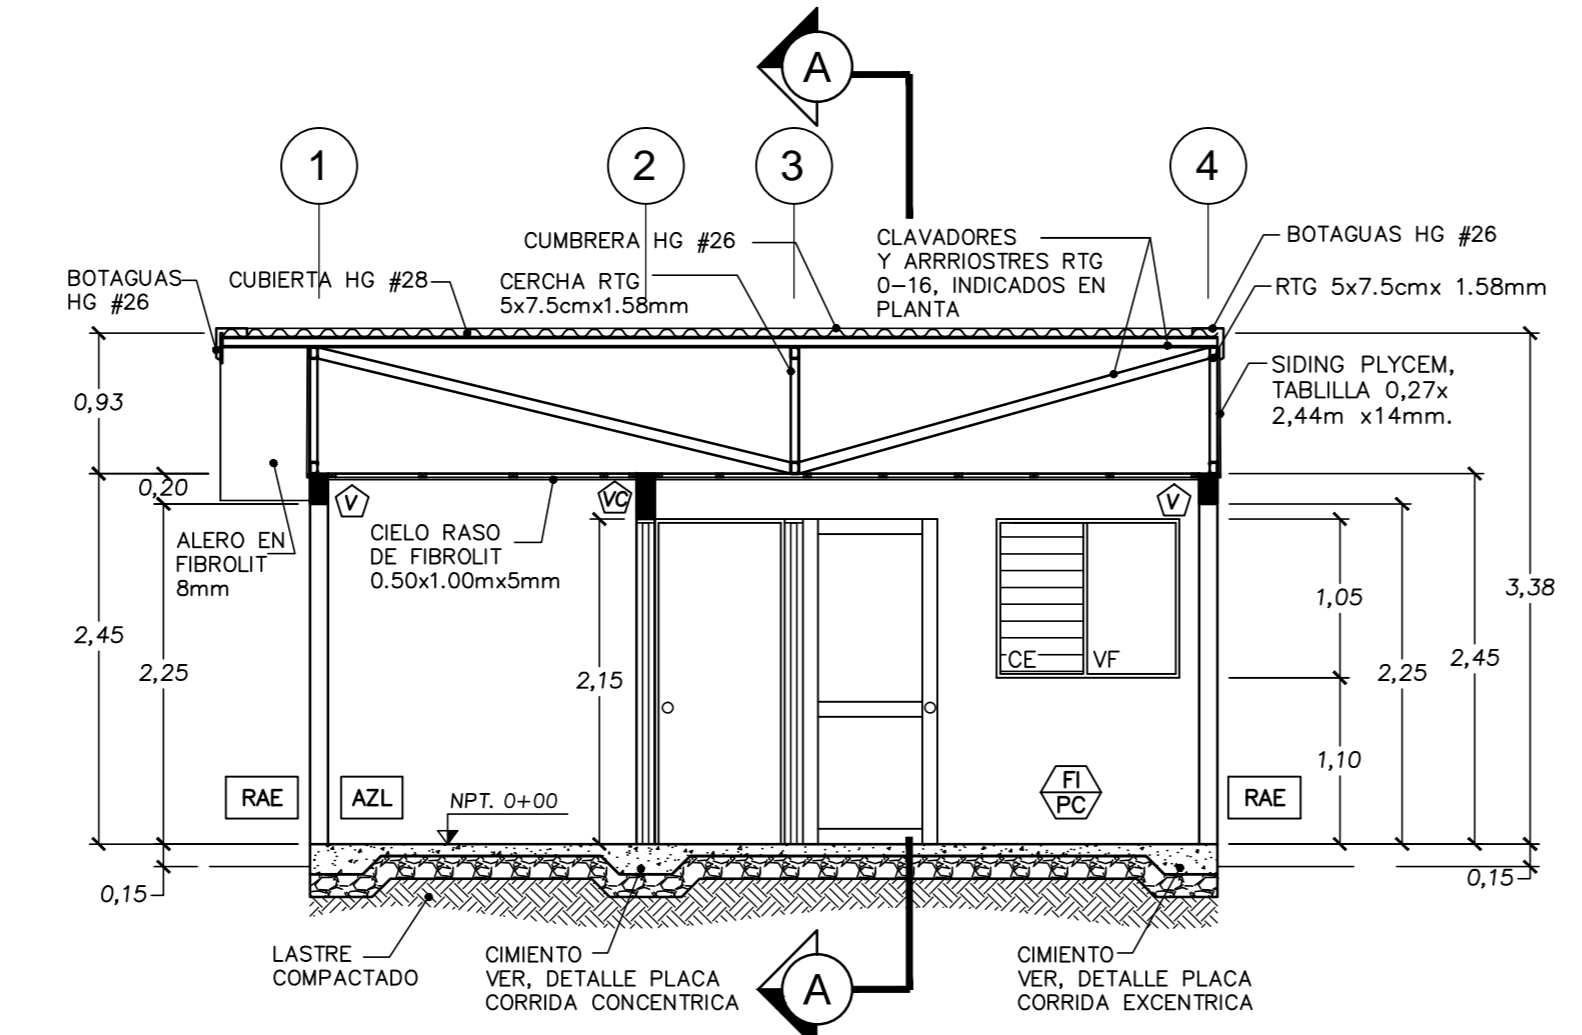 A
1
2
3
4
CUMBRERA HG #26
CLAVADORES
Y ARRRIOSTRES RTG
0-16, INDICADOS EN
PLANTA
BOTAGUAS HG #26
BOTAGUAS
HG #26
CUBIERTA HG #28
CERCHA RTG
5x7.5cmx1.58mm
RTG 5x7.5cmx 1.58mm
SIDING PLYCEM,
TABLILLA 0,27x
2,44m x14mm.
0,93
0,20
V
VC
V
ALERO EN
FIBROLIT
8mm
CIELO RASO
DE FIBROLIT
0.50x1.00mx5mm
2,45
2,25
2,15
CE
VF
1,05
3,38
2,25
2,45
1,10
RAE
AZL
NPT. 0+00
FI
PC
RAE
0,15
0,15
LASTRE
COMPACTADO
CIMIENTO
VER, DETALLE PLACA
CORRIDA CONCENTRICA
CIMIENTO
VER, DETALLE PLACA
CORRIDA EXCENTRICA
A